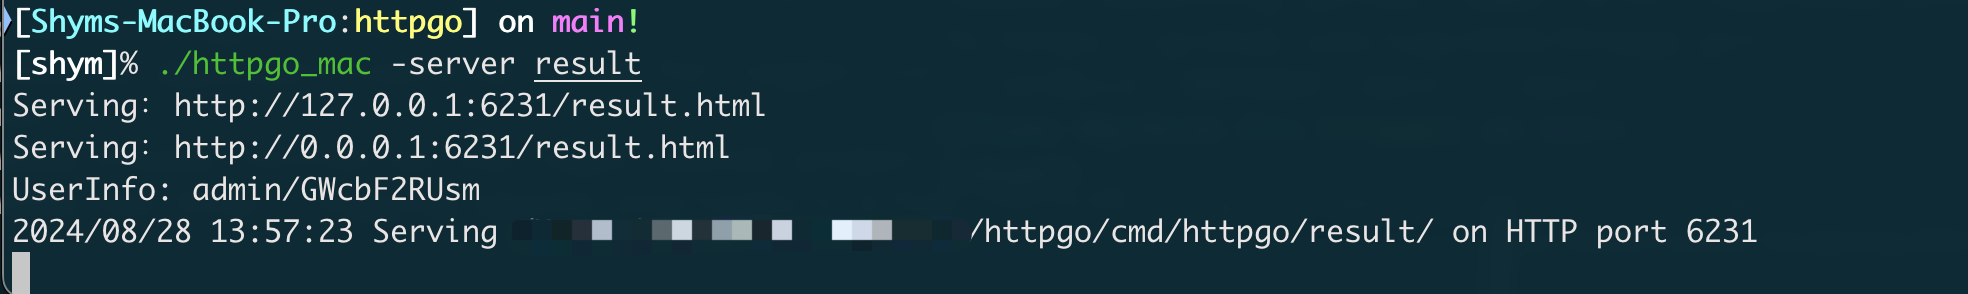 [Shyms-MacBook-Pro:httpgo] on main!
[shym]% ./httpgo_mac -server result
Serving: http://127.0.0.1:6231/result.html
Serving: http://0.0.0.1:6231/result.html
UserInfo: admin/GWcbF2RUsm
2024/08/28 13:57:23 Serving /httpgo/cmd/httpgo/result/ on HTTP port 6231